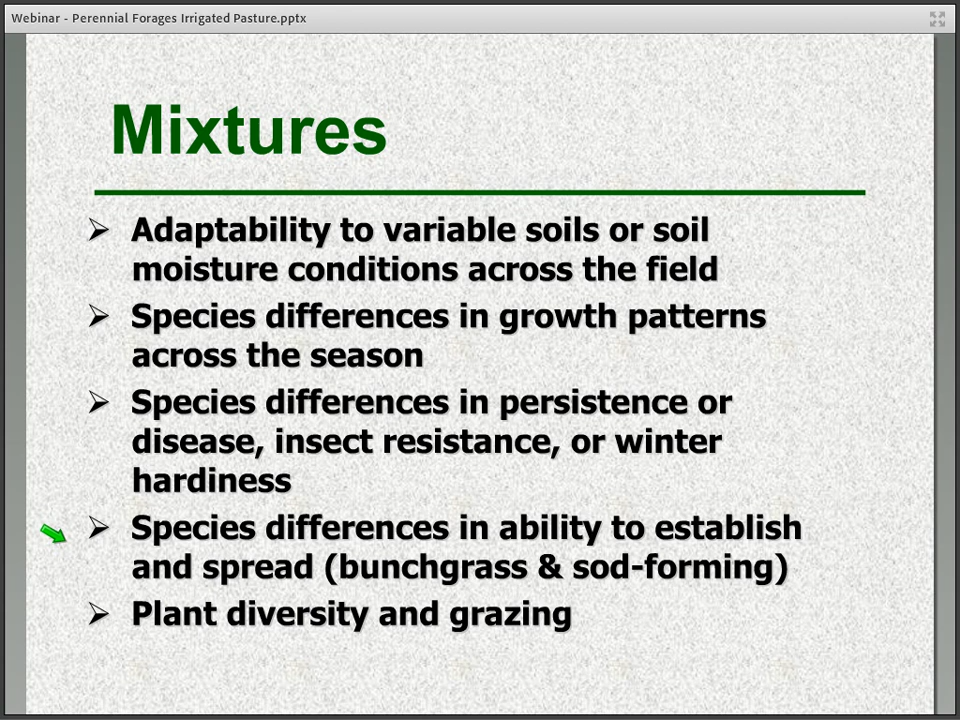 Webinar - Perennial Forages Irrigated Pasture.pptx
Mixtures
Adaptability to variable soils or soil
moisture conditions across the field
Species differences in growth patterns
across the season
Species differences in persistence or
disease, insect resistance, or winter
hardiness
Species differences in ability to establish
and spread (bunchgrass & sod-forming)
Plant diversity and grazing